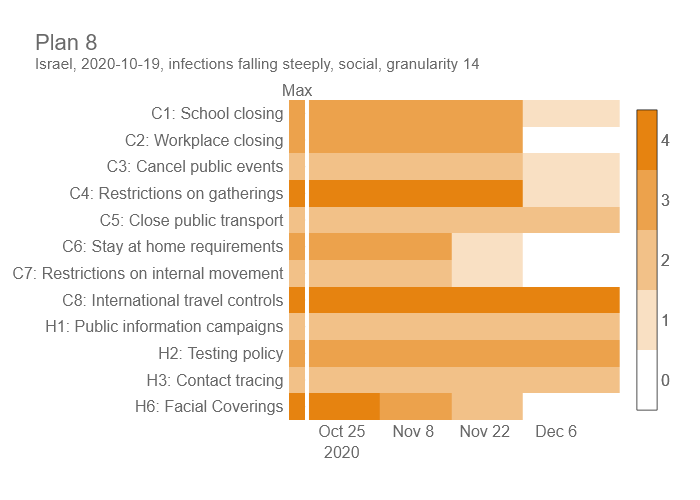 Plan 8
Israel, 2020-10-19, infections falling steeply, social, granularity 14
Max
C1: School closing
C2: Workplace closing
C3: Cancel public events
C4: Restrictions on gatherings
C5: Close public transport
C6: Stay at home requirements
C7: Restrictions on internal movement
C8: International travel controls
H1: Public information campaigns
H2: Testing policy
H3: Contact tracing
H6: Facial Coverings
Oct 25 Nov 8 Nov 22 Dec 6
2020
4
3
2
1
0